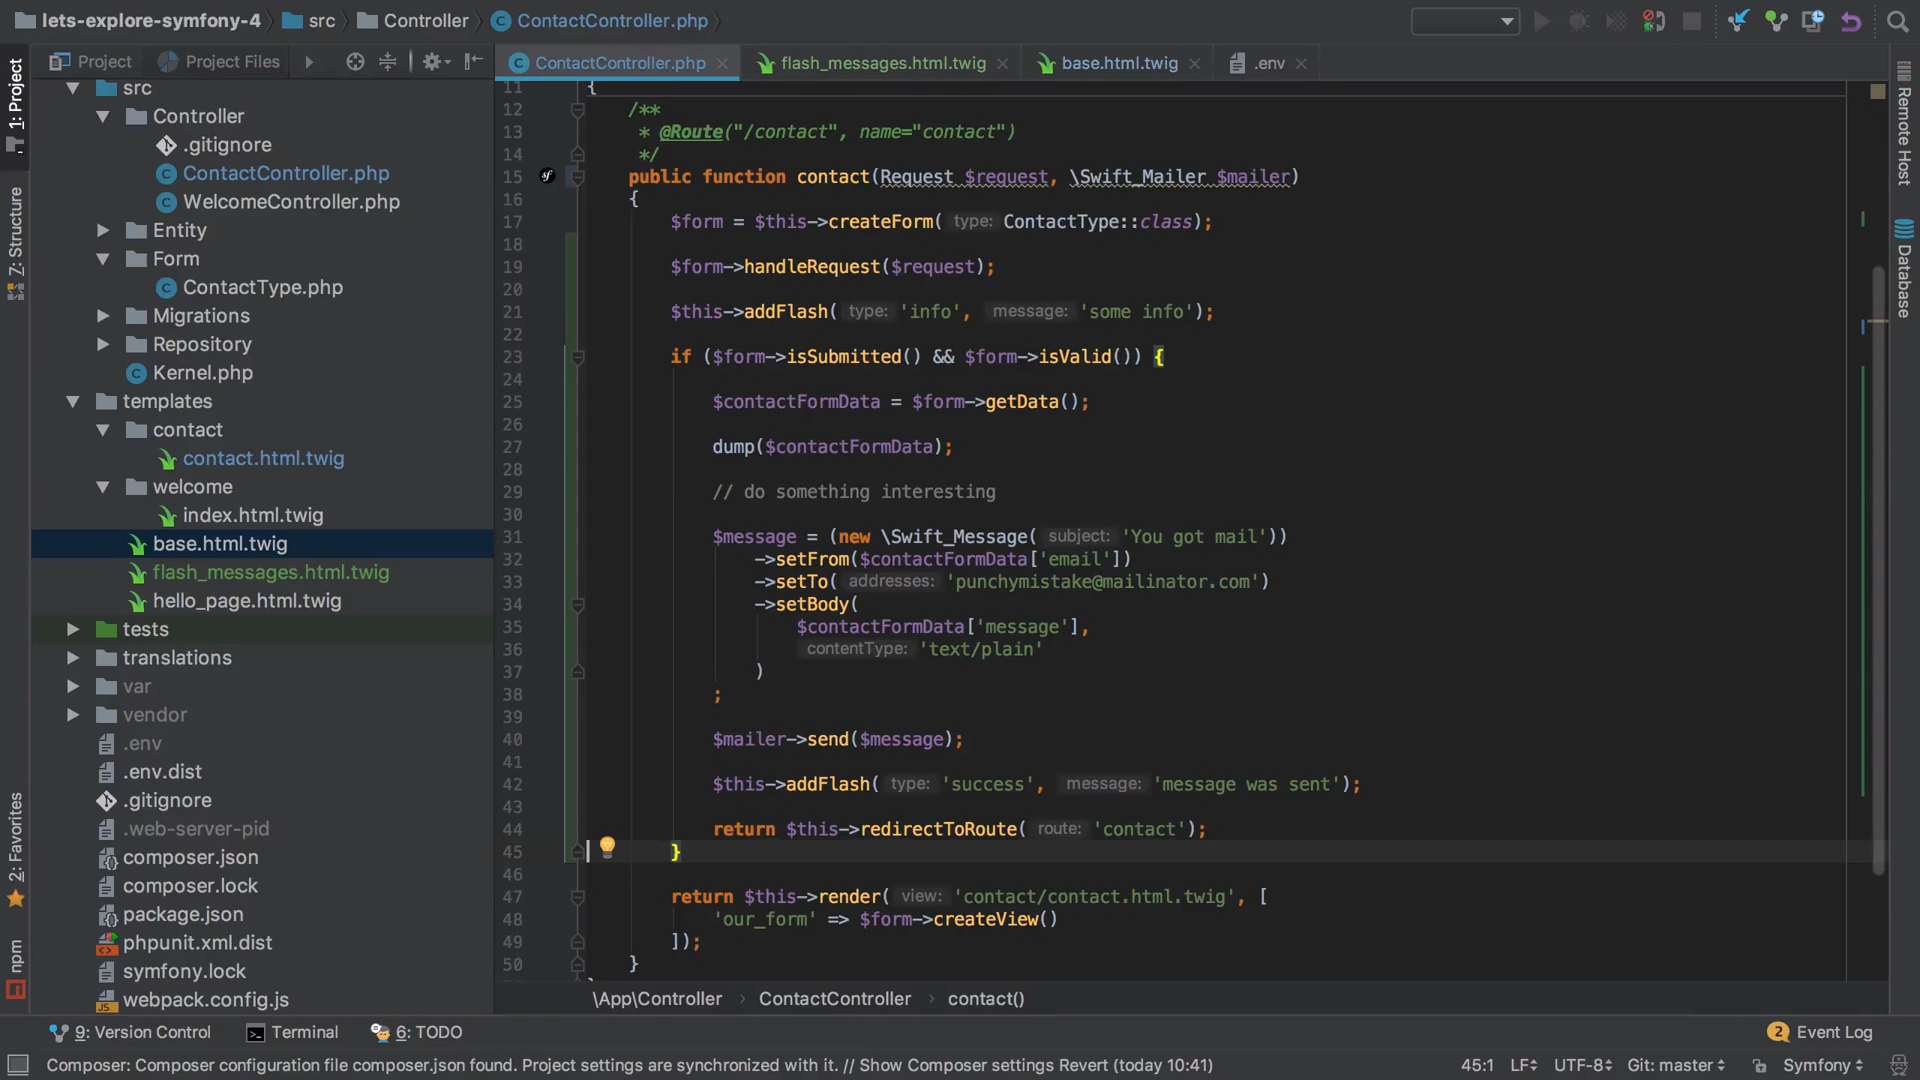 lets-explore-symfony-4 src Controller ContactController.php
Project Project Files
ContactController.php flash_messages.html.twig base.html.twig .env
1: Project
Z: Structure
2: Favorites
npm
src
Controller
.gitignore
ContactController.php
WelcomeController.php
Entity
Form
ContactType.php
Migrations
Repository
Kernel.php
templates
contact
contact.html.twig
welcome
index.html.twig
base.html.twig
flash_messages.html.twig
hello_page.html.twig
tests
translations
var
vendor
.env
.env.dist
.gitignore
.web-server-pid
composer.json
composer.lock
package.json
phpunit.xml.dist
symfony.lock
webpack.config.js
11 {
12 /**
13 * @Route("/contact", name="contact")
14 */
15 public function contact(Request $request, \Swift_Mailer $mailer)
16 {
17 $form = $this->createForm( type: ContactType::class);
18
19 $form->handleRequest($request);
20
21 $this->addFlash( type: 'info', message: 'some info');
22
23 if ($form->isSubmitted() && $form->isValid()) {
24
25 $contactFormData = $form->getData();
26
27 dump($contactFormData);
28
29 // do something interesting
30
31 $message = (new \Swift_Message( subject: 'You got mail'))
32 ->setFrom($contactFormData['email'])
33 ->setTo( addresses: 'punchymistake@mailinator.com')
34 ->setBody(
35 $contactFormData['message'],
36 contentType: 'text/plain'
37 )
38 ;
39
40 $mailer->send($message);
41
42 $this->addFlash( type: 'success', message: 'message was sent');
43
44 return $this->redirectToRoute( route: 'contact');
45 }
46
47 return $this->render( view: 'contact/contact.html.twig', [
48 'our_form' => $form->createView()
49 ]);
50 }
\App\Controller › ContactController › contact()
Remote Host
Database
9: Version Control Terminal 6: TODO 2 Event Log
Composer: Composer configuration file composer.json found. Project settings are synchronized with it. // Show Composer settings Revert (today 10:41) 45:1 LF UTF-8 Git: master Symfony